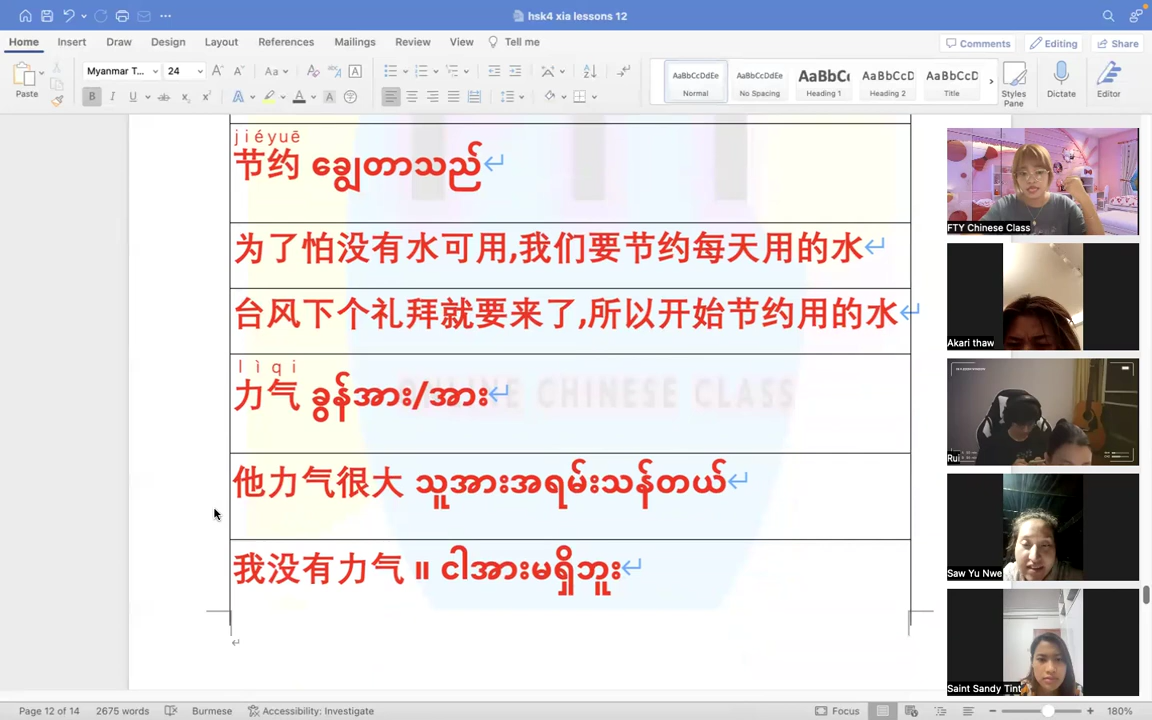 hsk4 xia lessons 12
Home Insert Draw Design Layout References Mailings Review View Tell me Comments Editing Share
Paste Myanmar T... 24 AaBbCcDdEe Normal AaBbCcDdEe No Spacing AaBbCc Heading 1 AaBbCcD Heading 2 AaBbCcD Title Styles Pane Dictate Editor
jiéyuē
节约 ချွေတာသည်
为了怕没有水可用,我们要节约每天用的水
台风下个礼拜就要来了,所以开始节约用的水
lìqi
力气 ခွန်အား/အား
ONLINE CHINESE CLASS
他力气很大 သူအားအရမ်းသန်တယ်
我没有力气 ။ ငါအားမရှိဘူး
FTY Chinese Class
Akari thaw
Rui
Saw Yu Nwe
Saint Sandy Tint
Page 12 of 14 2675 words Burmese Accessibility: Investigate Focus 180%